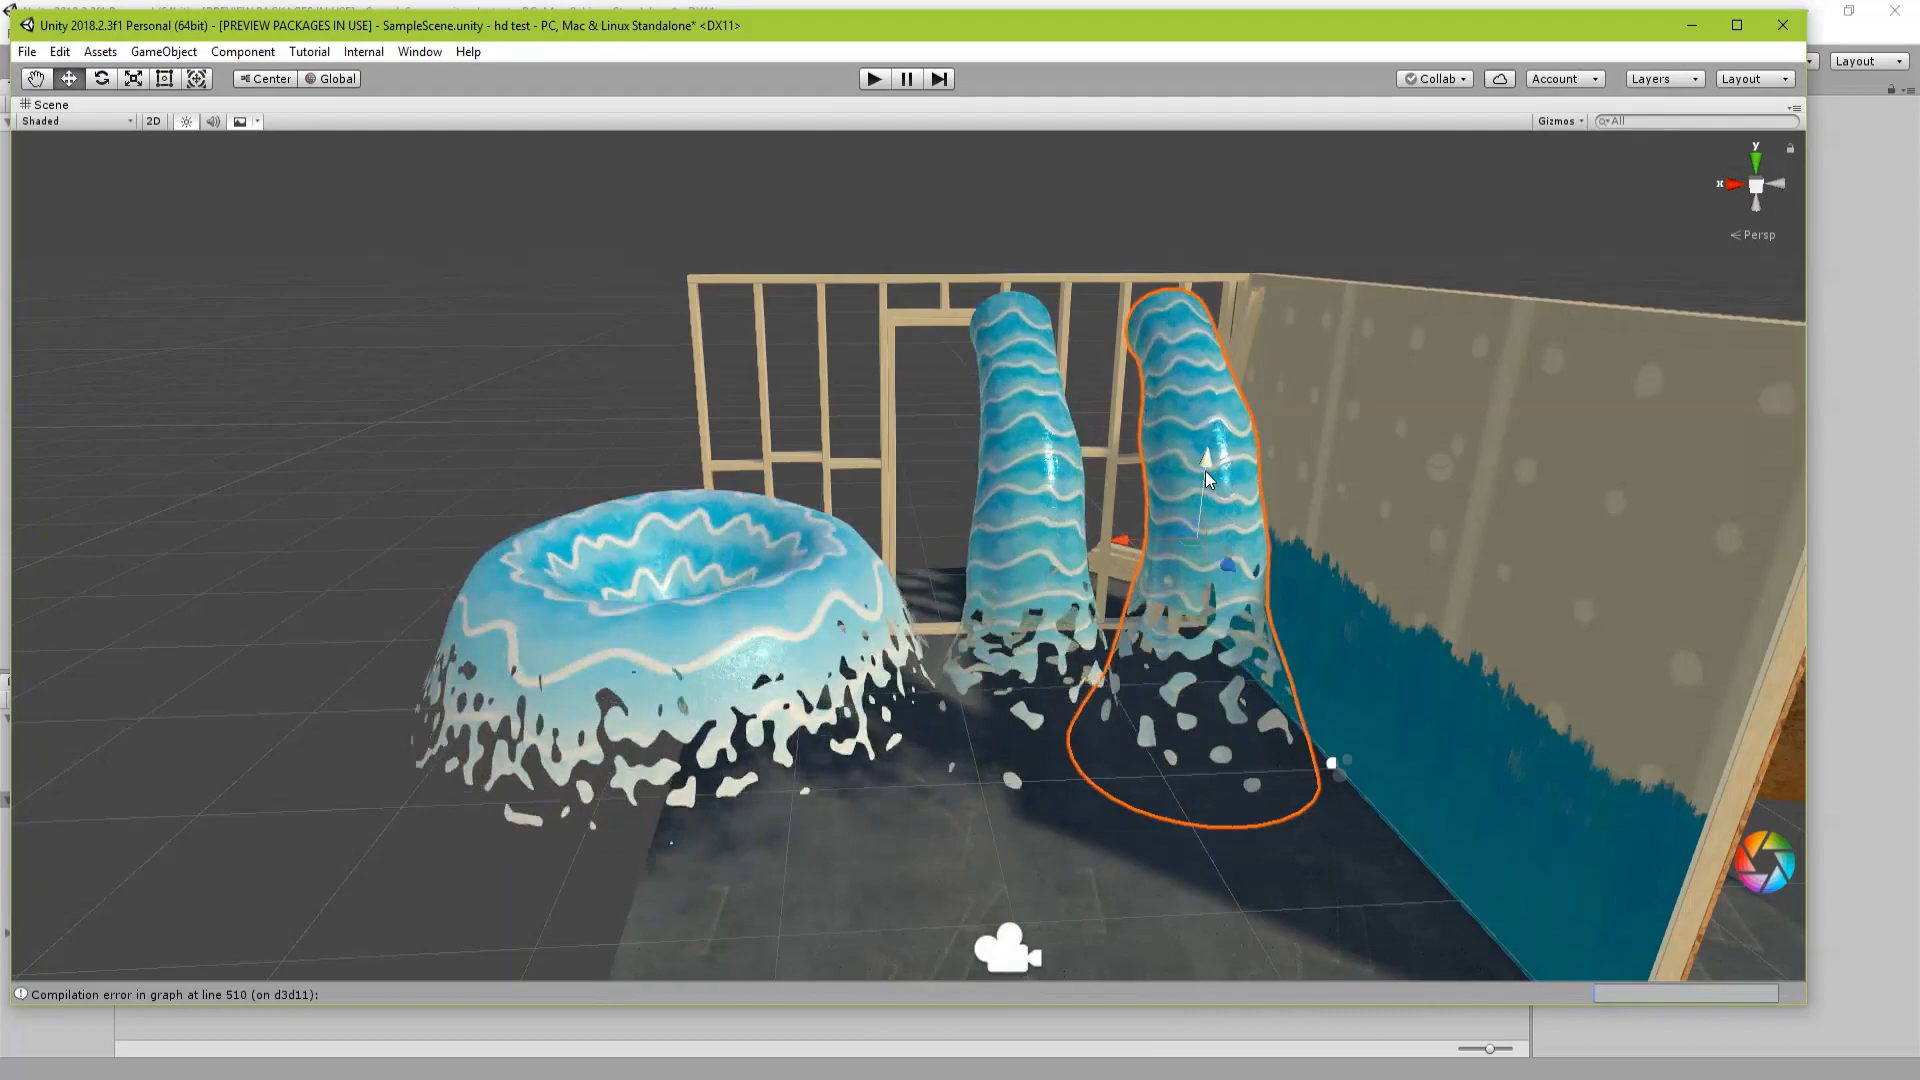 Unity 2018.2.3f1 Personal (64bit) - [PREVIEW PACKAGES IN USE] - SampleScene.unity - hd test - PC, Mac & Linux Standalone* <DX11>
File Edit Assets GameObject Component Tutorial Internal Window Help
Center Global Collab Account Layers Layout
Layout
Scene
Shaded 2D Gizmos All
y
x
Persp
Compilation error in graph at line 510 (on d3d11):